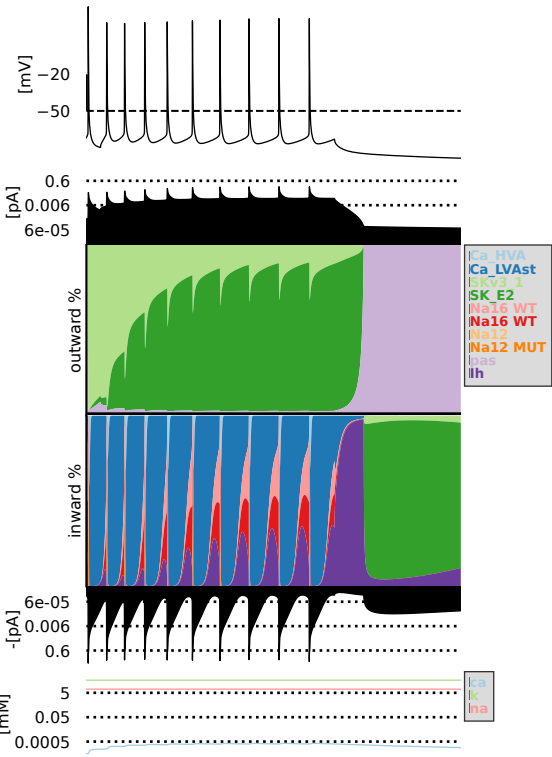 [mV]
−20
−50
[pA]
0.6
0.006
6e-05
outward %
Ca_HVA
Ca_LVAst
SKv3_1
SK_E2
Na16 WT
Na16 WT
Na12
Na12 MUT
pas
Ih
inward %
-[pA]
6e-05
0.006
0.6
[mM]
5
0.05
0.0005
ca
k
na